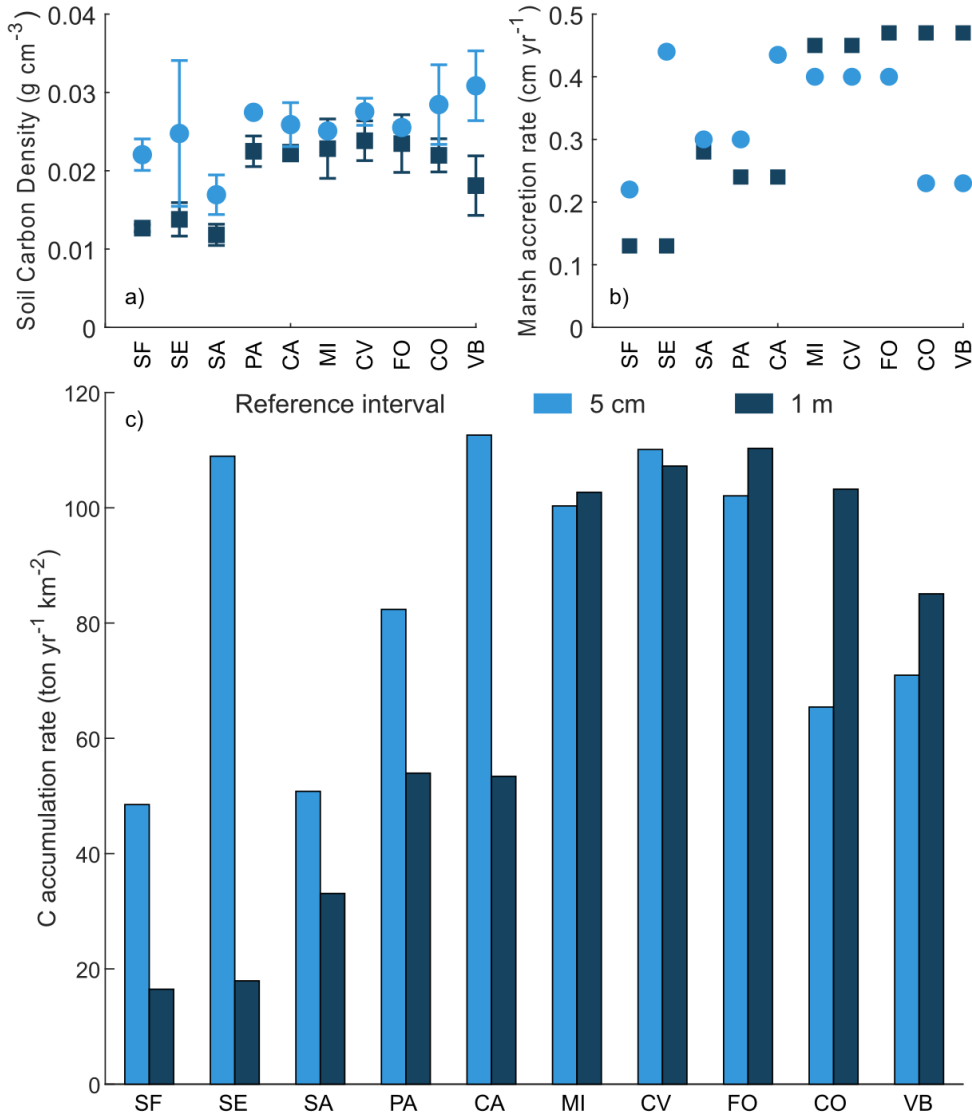 Soil Carbon Density (g cm⁻³)
0.04
0.03
0.02
0.01
0
a)
SF SE SA PA CA MI CV FO CO VB
Marsh accretion rate (cm yr⁻¹)
0.5
0.4
0.3
0.2
0.1
0
b)
SF SE SA PA CA MI CV FO CO VB
C accumulation rate (ton yr⁻¹ km⁻²)
120
100
80
60
40
20
0
c)
Reference interval 5 cm 1 m
SF SE SA PA CA MI CV FO CO VB